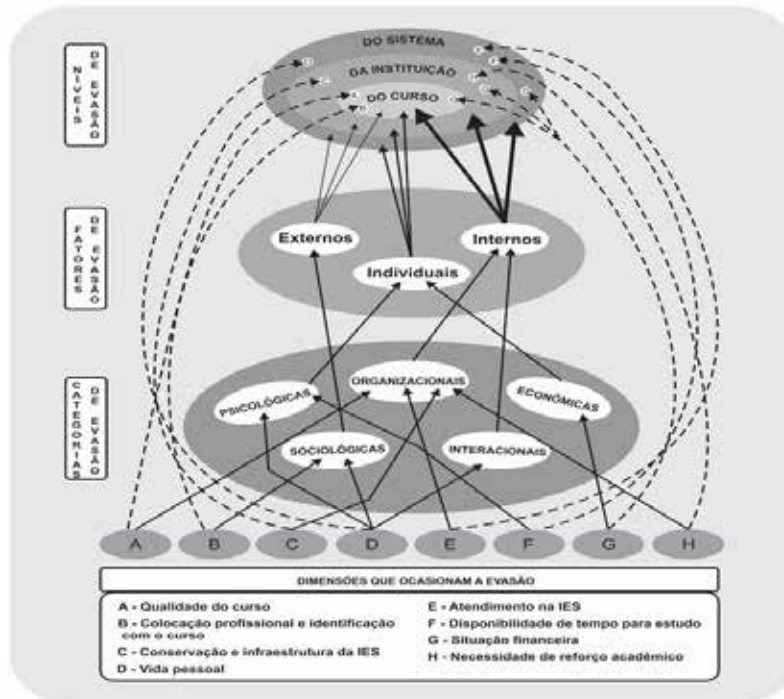 NÍVEIS
DE EVASÃO
DO SISTEMA
DA INSTITUIÇÃO
DO CURSO
FATORES
DE EVASÃO
Externos
Internos
Individuais
CATEGORIAS
DE EVASÃO
PSICOLÓGICAS
ORGANIZACIONAIS
ECONÔMICAS
SOCIOLÓGICAS
INTERACIONAIS
A B C D E F G H
DIMENSÕES QUE OCASIONAM A EVASÃO
A - Qualidade do curso
B - Colocação profissional e identificação
com o curso
C - Conservação e infraestrutura da IES
D - Vida pessoal
E - Atendimento na IES
F - Disponibilidade de tempo para estudo
G - Situação financeira
H - Necessidade de reforço acadêmico